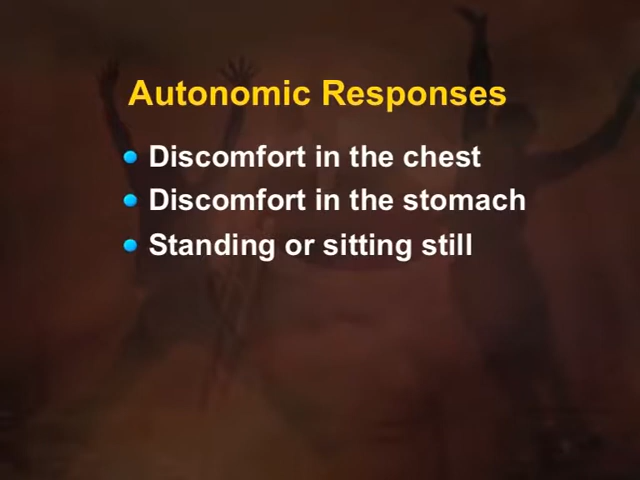 Autonomic Responses
Discomfort in the chest
Discomfort in the stomach
Standing or sitting still